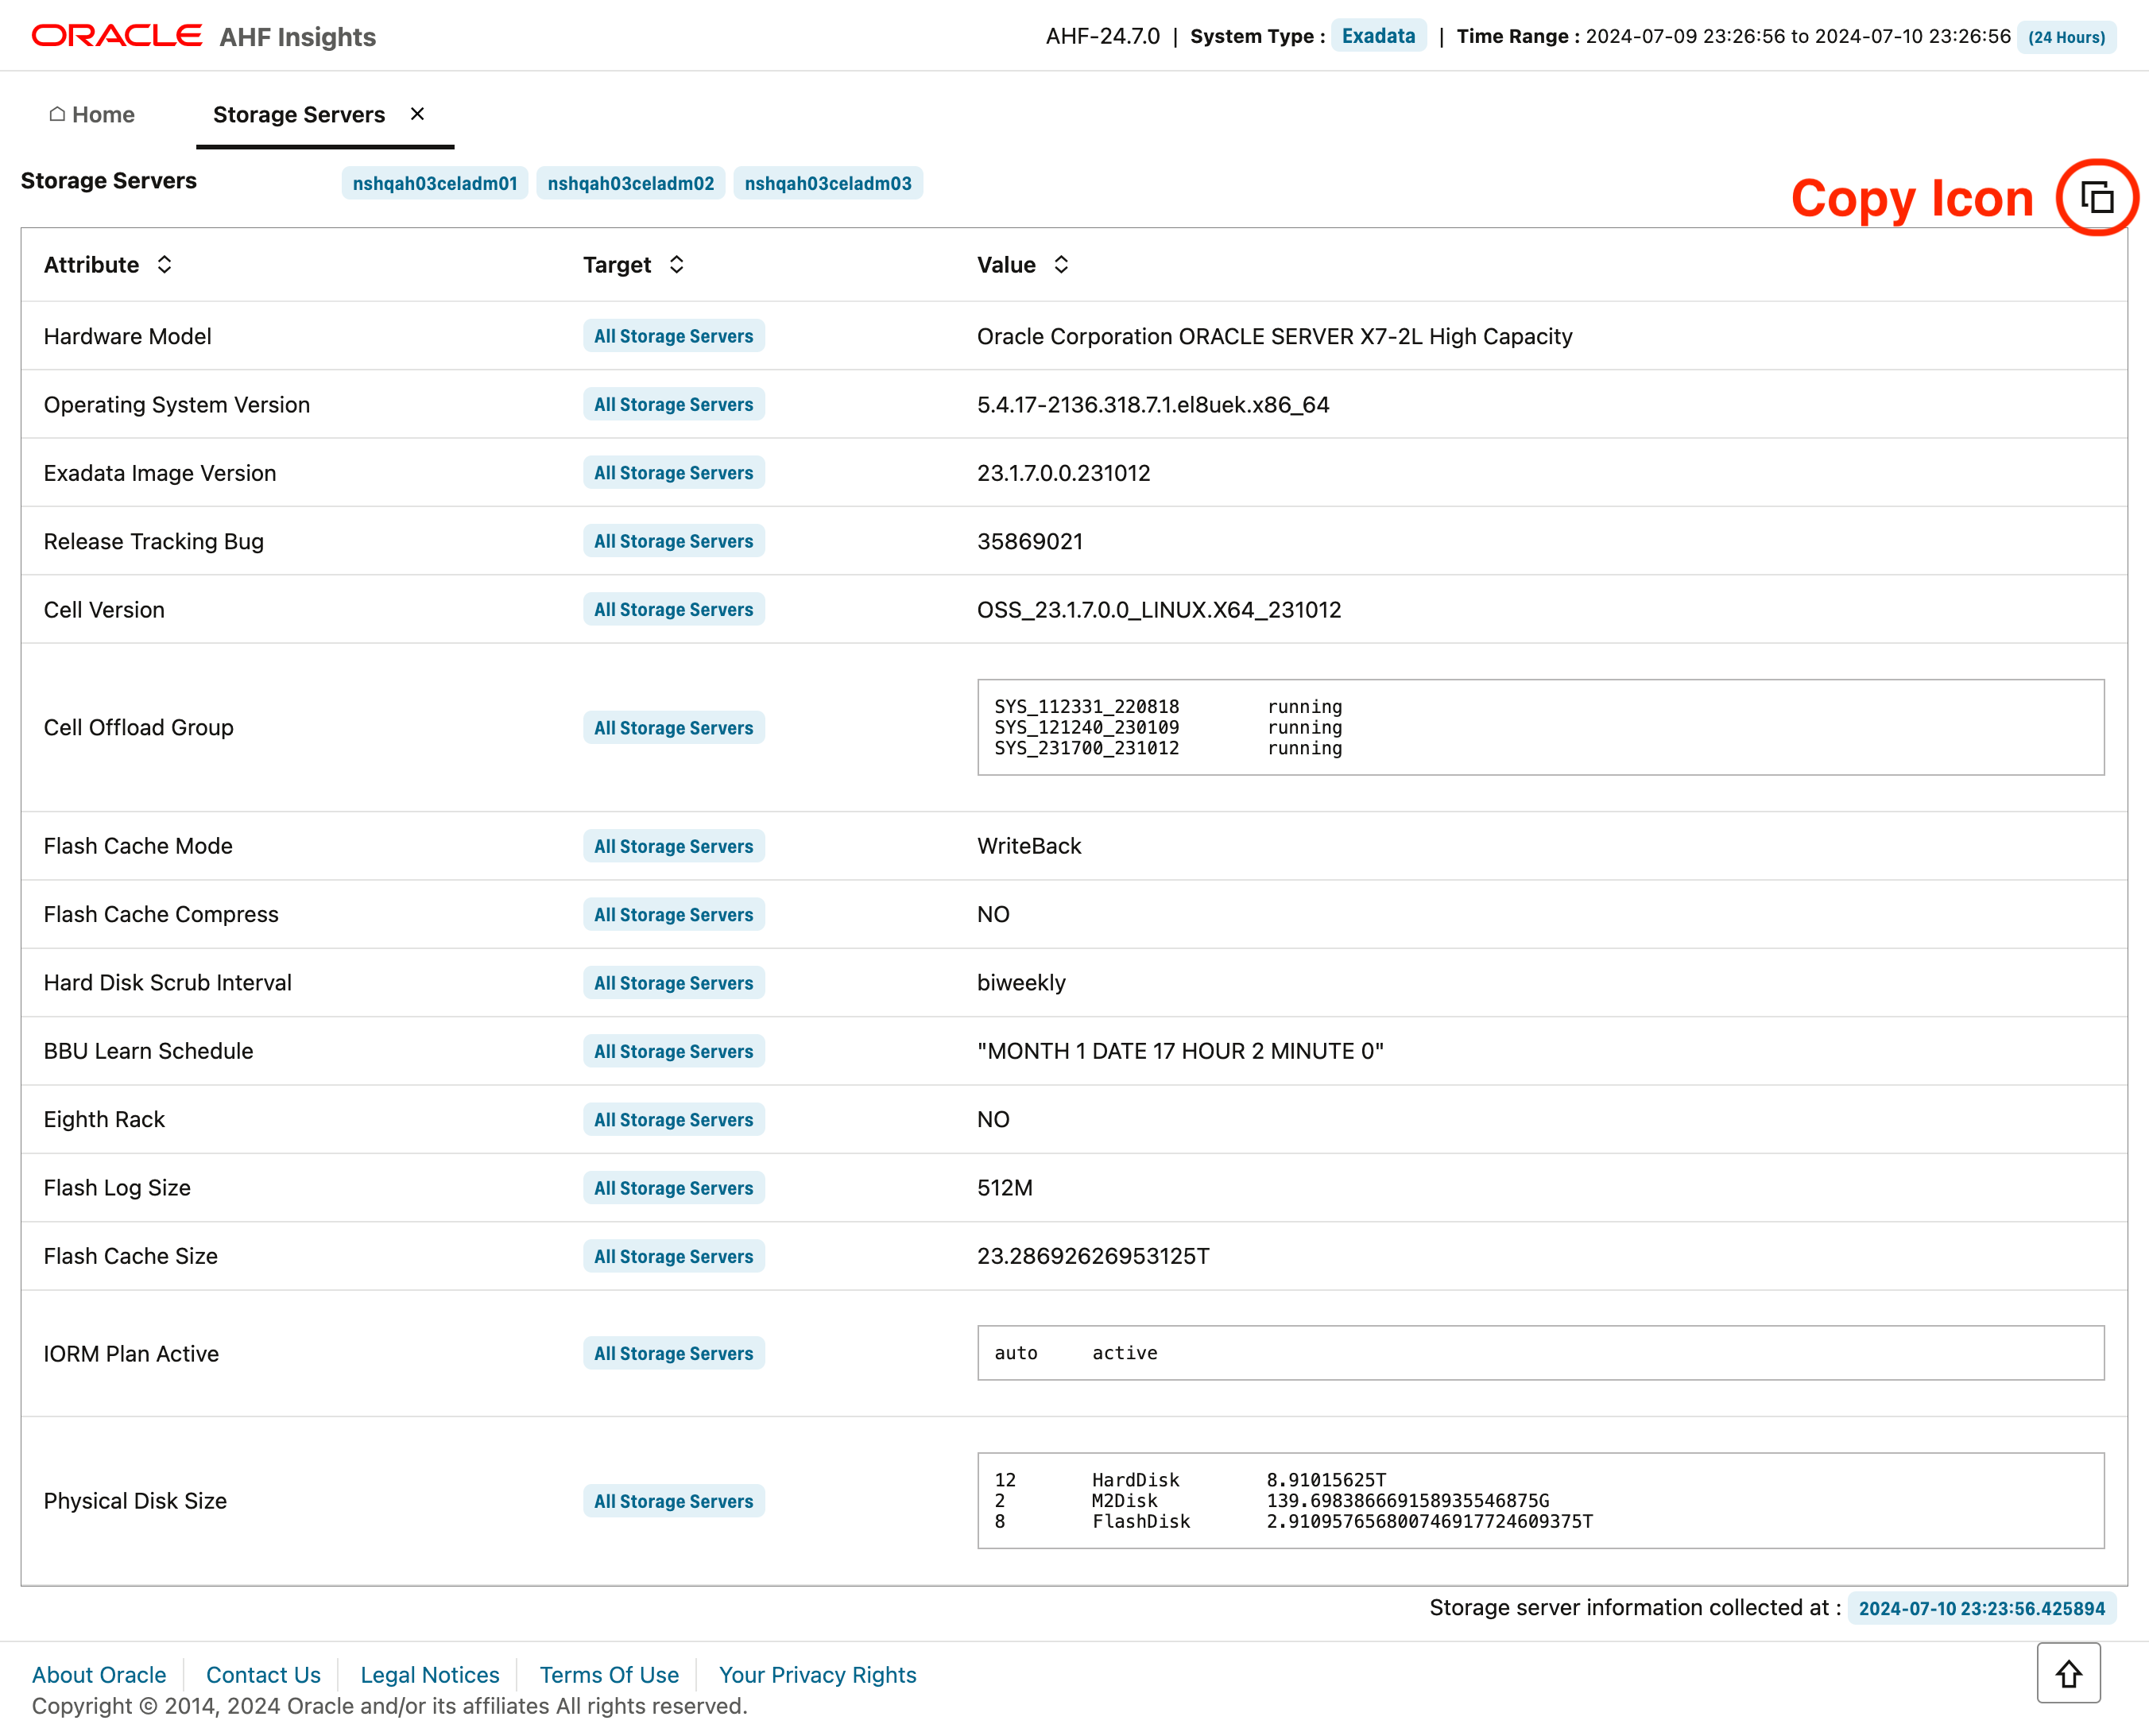 ORACLE AHF Insights
AHF-24.7.0 | System Type : Exadata | Time Range : 2024-07-09 23:26:56 to 2024-07-10 23:26:56 (24 Hours)
Home Storage Servers ×
Storage Servers nshqah03celadm01 nshqah03celadm02 nshqah03celadm03
Copy Icon
Attribute Target Value
Hardware Model All Storage Servers Oracle Corporation ORACLE SERVER X7-2L High Capacity
Operating System Version All Storage Servers 5.4.17-2136.318.7.1.el8uek.x86_64
Exadata Image Version All Storage Servers 23.1.7.0.0.231012
Release Tracking Bug All Storage Servers 35869021
Cell Version All Storage Servers OSS_23.1.7.0.0_LINUX.X64_231012
SYS_112331_220818 running
Cell Offload Group All Storage Servers SYS_121240_230109 running
SYS_231700_231012 running
Flash Cache Mode All Storage Servers WriteBack
Flash Cache Compress All Storage Servers NO
Hard Disk Scrub Interval All Storage Servers biweekly
BBU Learn Schedule All Storage Servers "MONTH 1 DATE 17 HOUR 2 MINUTE 0"
Eighth Rack All Storage Servers NO
Flash Log Size All Storage Servers 512M
Flash Cache Size All Storage Servers 23.28692626953125T
IORM Plan Active All Storage Servers auto active
12 HardDisk 8.91015625T
Physical Disk Size All Storage Servers 2 M2Disk 139.698386669158935546875G
8 FlashDisk 2.910957656800746917724609375T
Storage server information collected at : 2024-07-10 23:23:56.425894
About Oracle Contact Us Legal Notices Terms Of Use Your Privacy Rights
Copyright © 2014, 2024 Oracle and/or its affiliates All rights reserved.